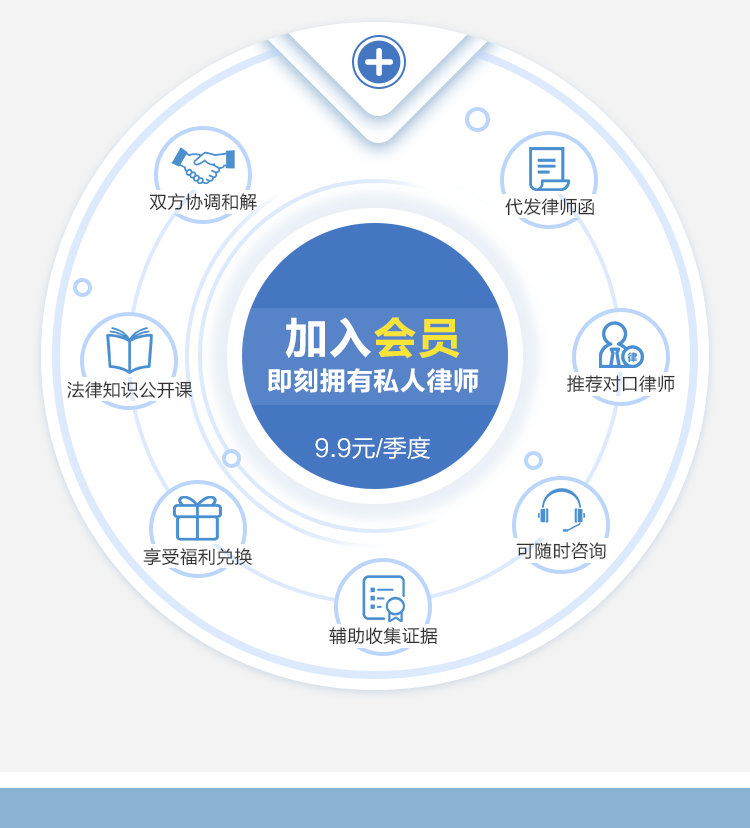 双方协调和解
代发律师函
加入会员
即刻拥有私人律师
9.9元/季度
法律知识公开课
律
推荐对口律师
享受福利兑换
可随时咨询
辅助收集证据